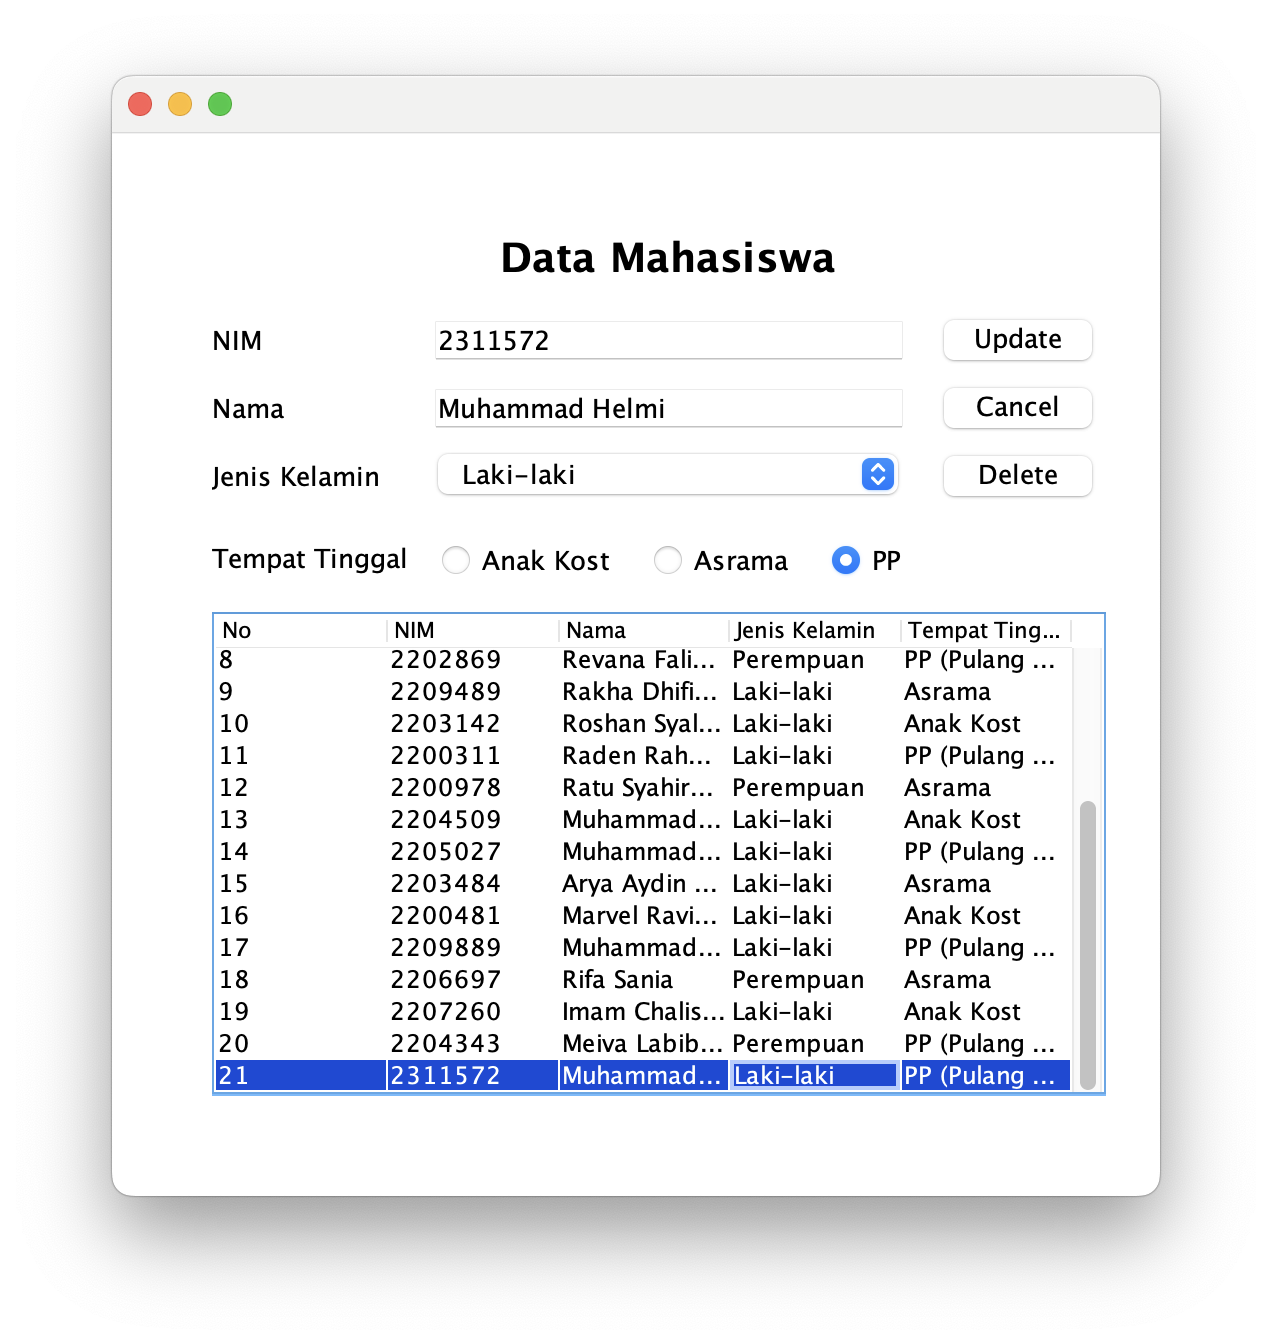 Data Mahasiswa
NIM 2311572 Update
Nama Muhammad Helmi Cancel
Jenis Kelamin Laki-laki Delete
Tempat Tinggal Anak Kost Asrama PP
No NIM Nama Jenis Kelamin Tempat Ting...
8 2202869 Revana Fali... Perempuan PP (Pulang ...
9 2209489 Rakha Dhifi... Laki-laki Asrama
10 2203142 Roshan Syal... Laki-laki Anak Kost
11 2200311 Raden Rah... Laki-laki PP (Pulang ...
12 2200978 Ratu Syahir... Perempuan Asrama
13 2204509 Muhammad... Laki-laki Anak Kost
14 2205027 Muhammad... Laki-laki PP (Pulang ...
15 2203484 Arya Aydin ... Laki-laki Asrama
16 2200481 Marvel Ravi... Laki-laki Anak Kost
17 2209889 Muhammad... Laki-laki PP (Pulang ...
18 2206697 Rifa Sania Perempuan Asrama
19 2207260 Imam Chalis... Laki-laki Anak Kost
20 2204343 Meiva Labib... Perempuan PP (Pulang ...
21 2311572 Muhammad... Laki-laki PP (Pulang ...